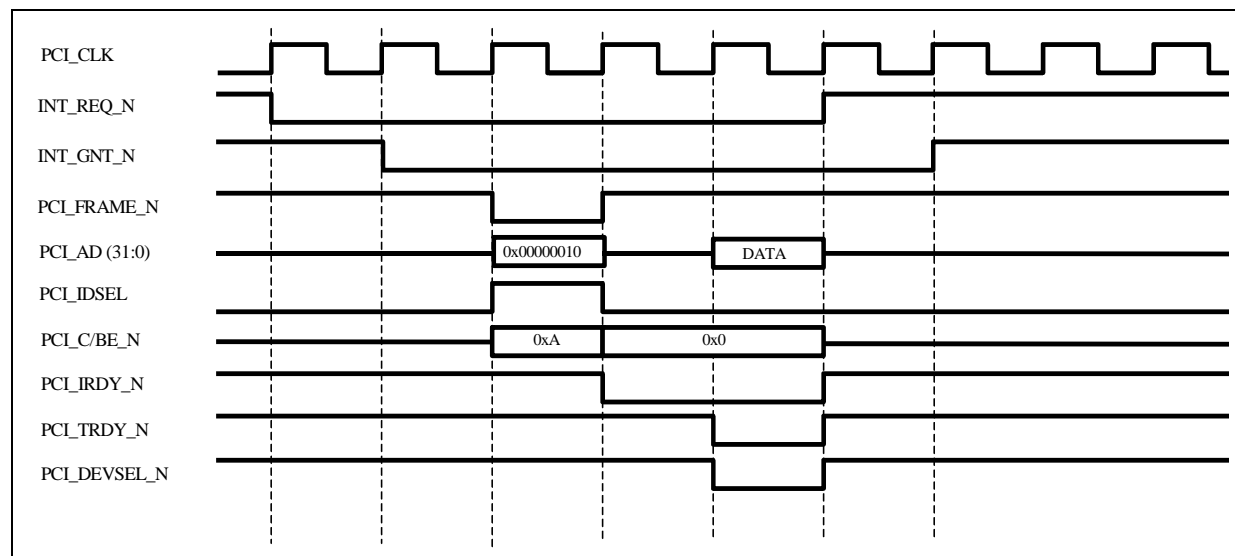 PCI_CLK
INT_REQ_N
INT_GNT_N
PCI_FRAME_N
PCI_AD (31:0) 0x00000010 DATA
PCI_IDSEL
PCI_C/BE_N 0xA 0x0
PCI_IRDY_N
PCI_TRDY_N
PCI_DEVSEL_N